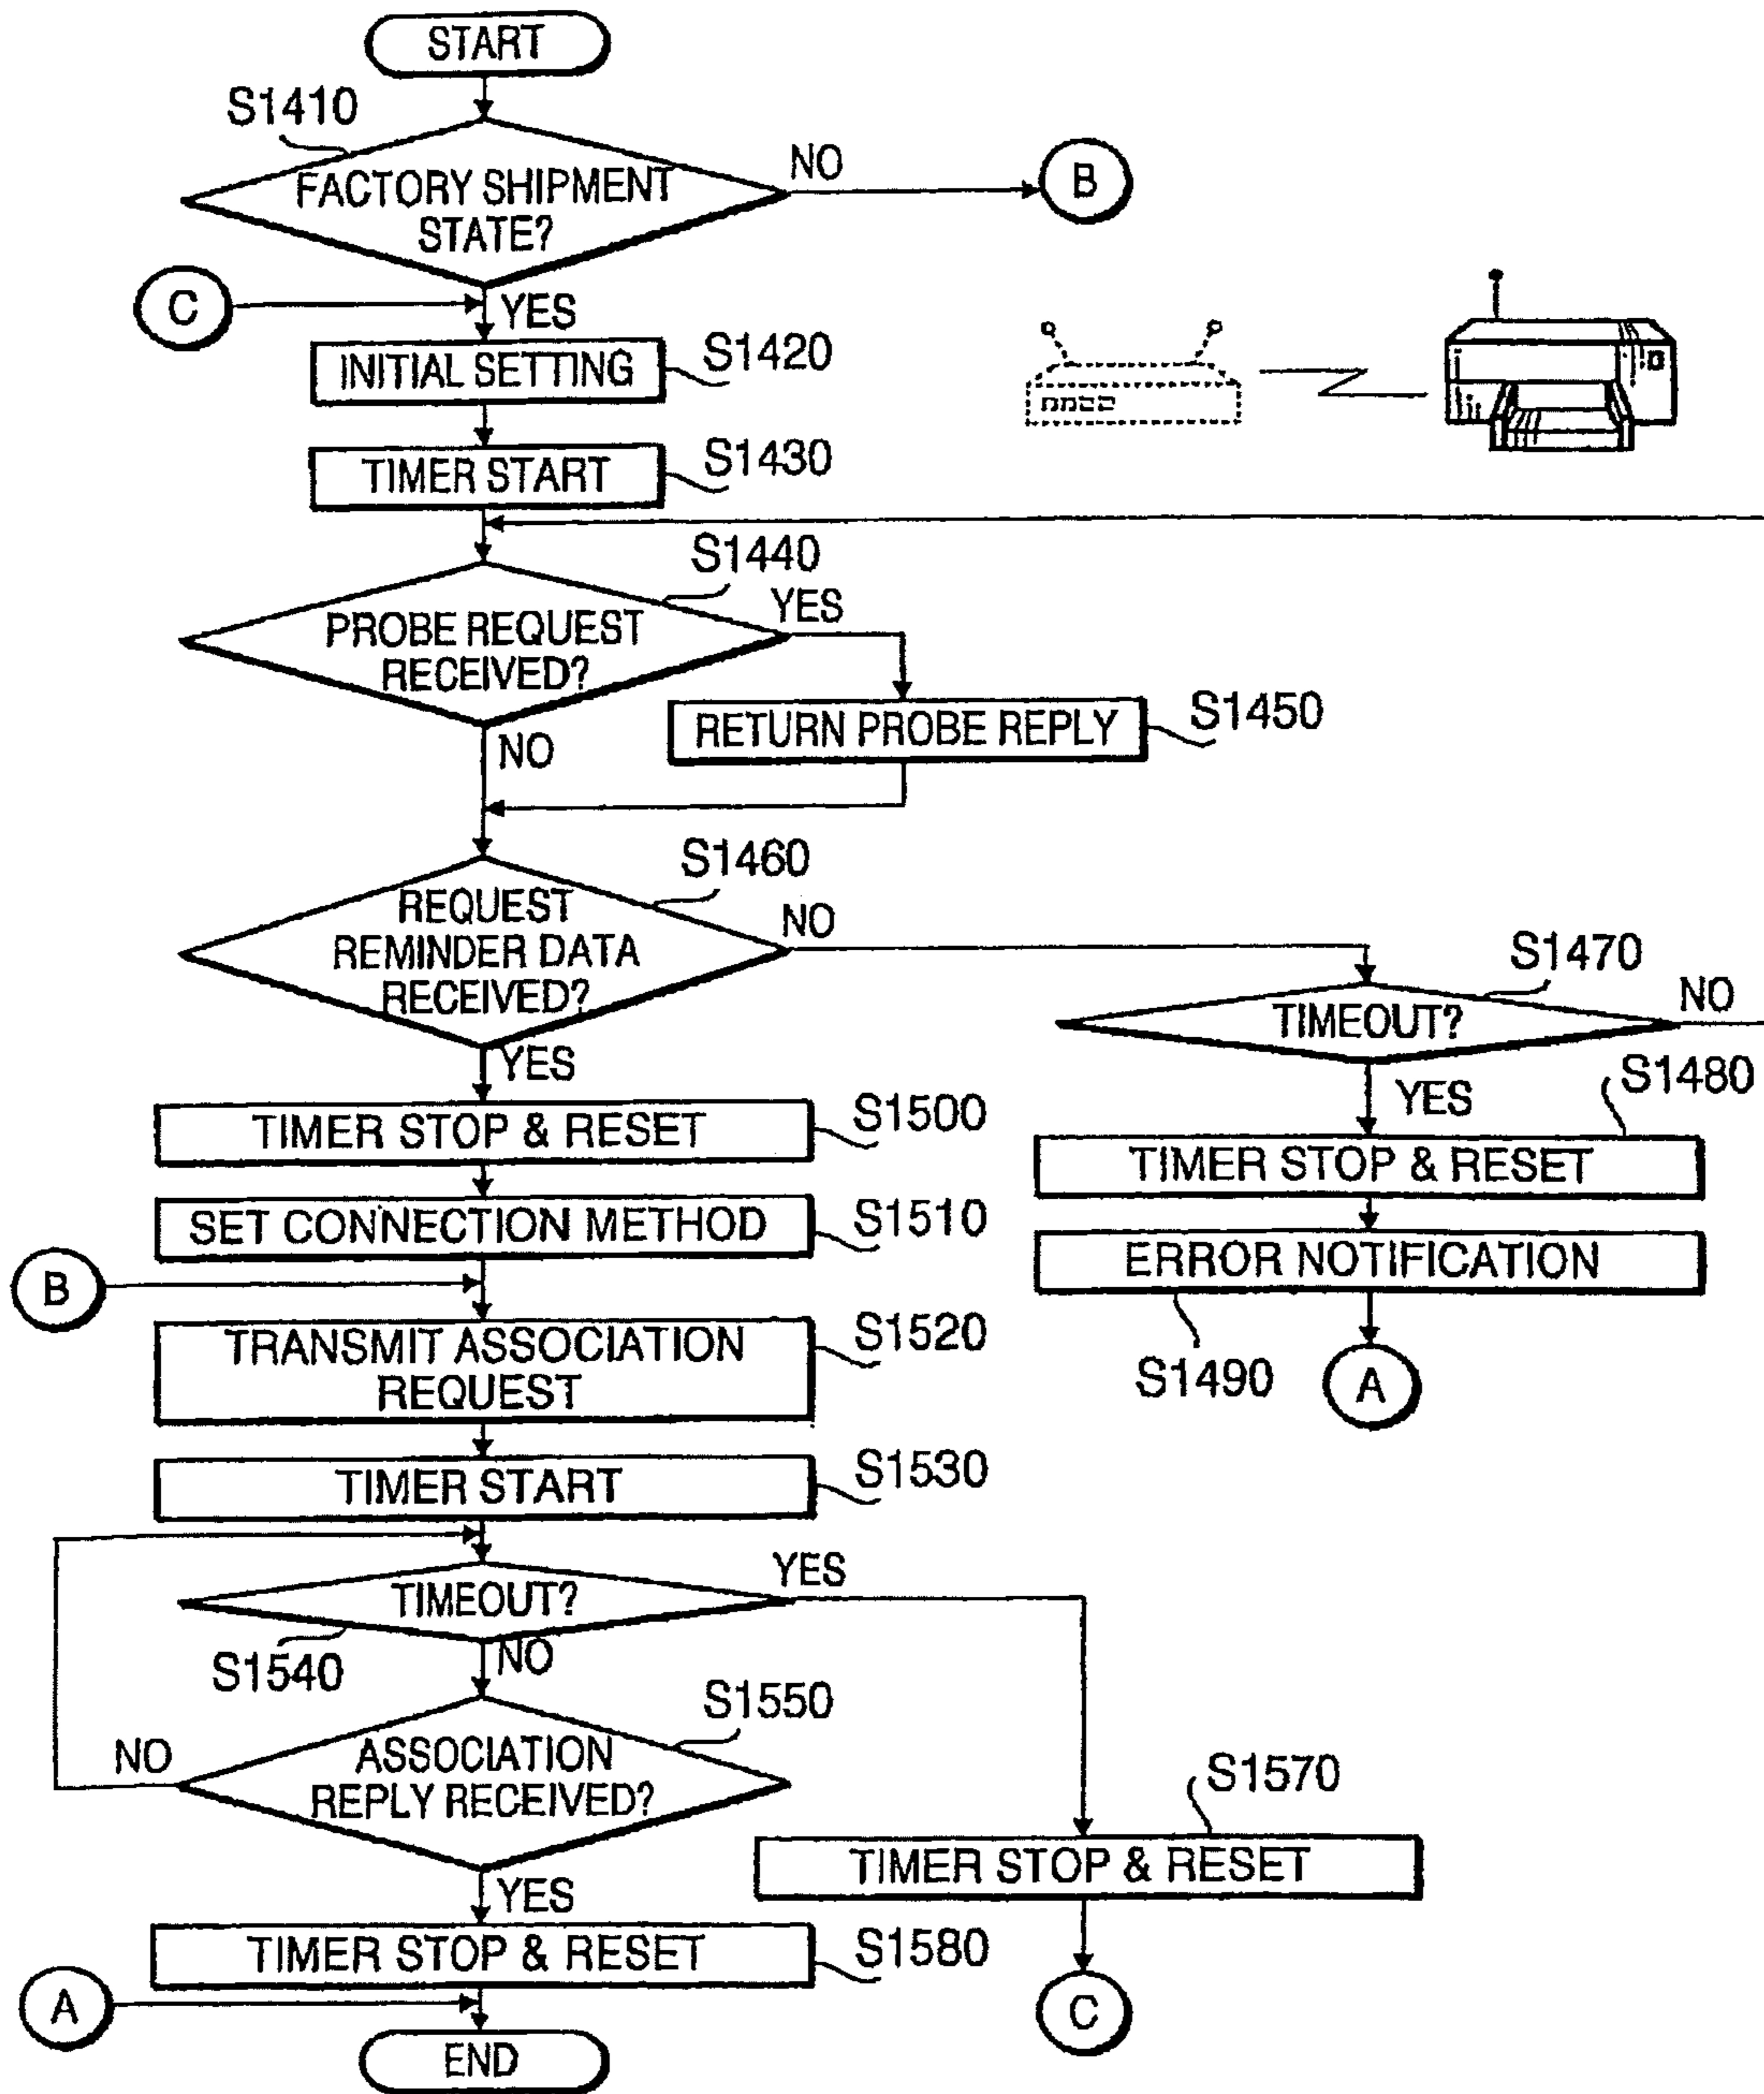 START
S1410
FACTORY SHIPMENT
STATE?
NO
B
C
YES
INITIAL SETTING
S1420
TIMER START
S1430
S1440
PROBE REQUEST
RECEIVED?
YES
NO
RETURN PROBE REPLY
S1450
S1460
REQUEST
REMINDER DATA
RECEIVED?
NO
YES
S1470
TIMEOUT?
NO
YES
S1480
TIMER STOP & RESET
ERROR NOTIFICATION
S1490
A
TIMER STOP & RESET
S1500
SET CONNECTION METHOD
S1510
B
TRANSMIT ASSOCIATION
REQUEST
S1520
TIMER START
S1530
TIMEOUT?
YES
S1540
NO
S1550
ASSOCIATION
REPLY RECEIVED?
NO
YES
S1570
TIMER STOP & RESET
C
TIMER STOP & RESET
S1580
A
END